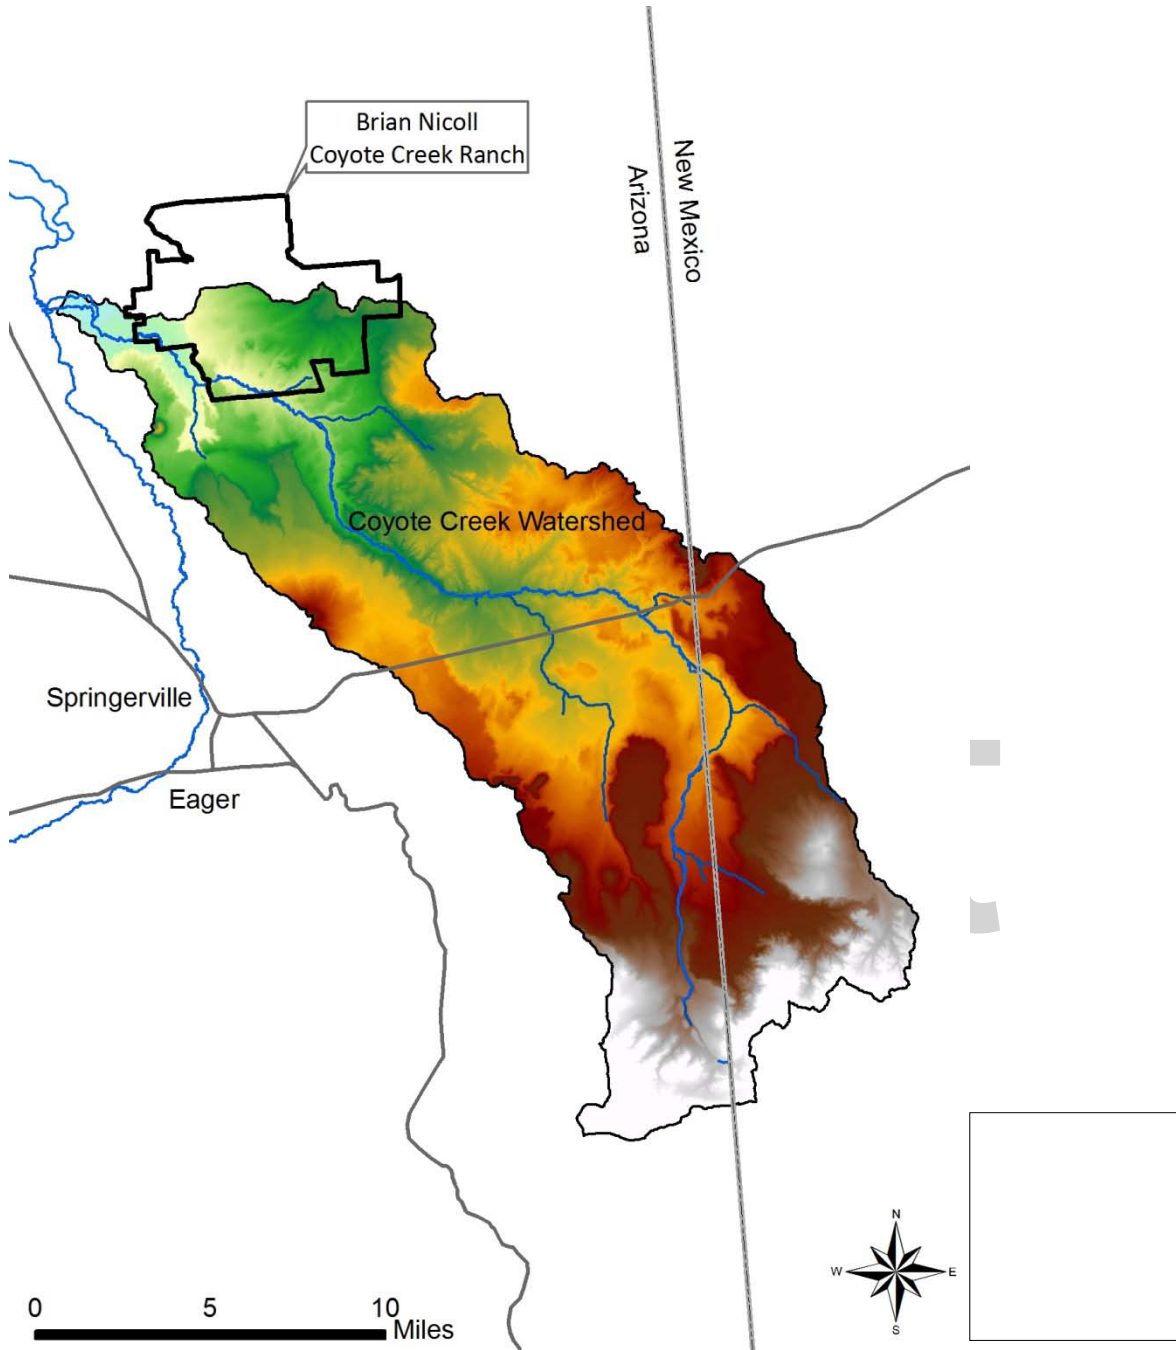 Brian Nicoll
Coyote Creek Ranch
New Mexico
Arizona
Coyote Creek Watershed
Springerville
Eager
N
W
E
S
0 5 10
Miles